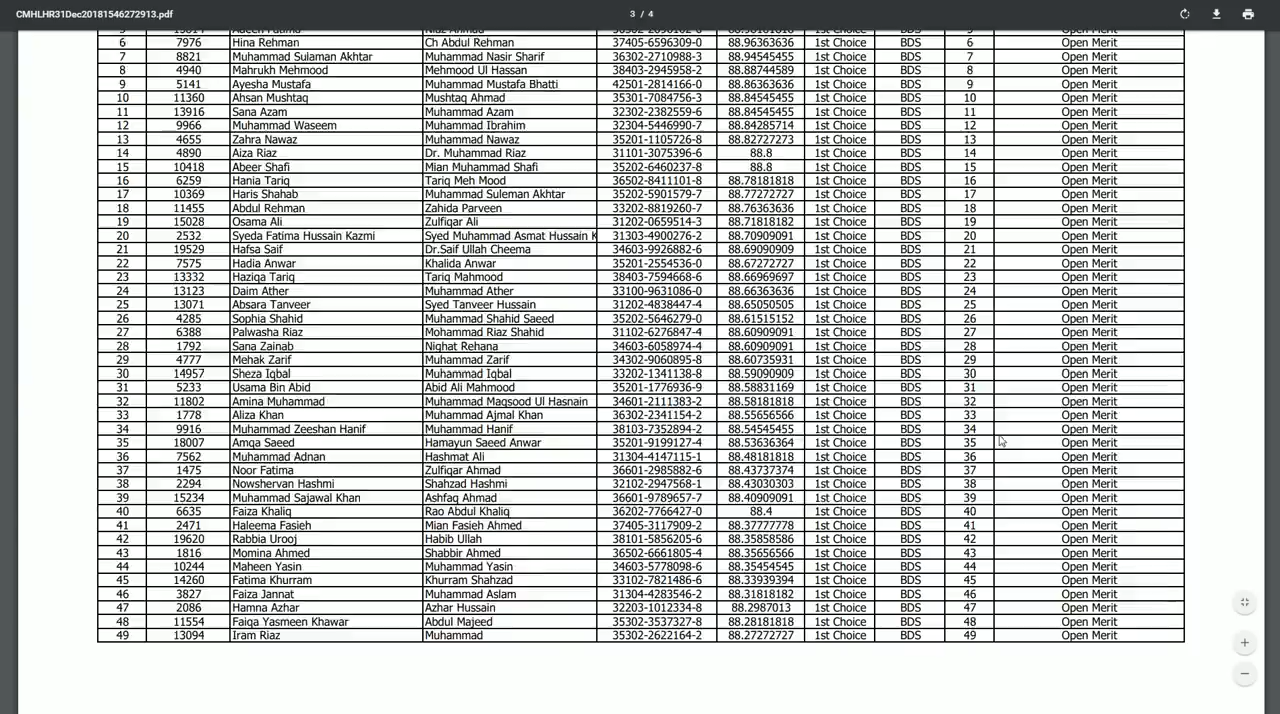 CMHLHR31Dec20181546272913.pdf 3 / 4
6 7976 Hina Rehman Ch Abdul Rehman 37405-6596309-0 88.96363636 1st Choice BDS 6 Open Merit
7 8821 Muhammad Sulaman Akhtar Muhammad Nasir Sharif 36302-2710988-3 88.94545455 1st Choice BDS 7 Open Merit
8 4940 Mahrukh Mehmood Mehmood Ul Hassan 38403-2945958-2 88.88744589 1st Choice BDS 8 Open Merit
9 5141 Ayesha Mustafa Muhammad Mustafa Bhatti 42501-2814166-0 88.86363636 1st Choice BDS 9 Open Merit
10 11360 Ahsan Mushtaq Mushtaq Ahmad 35301-7084756-3 88.84545455 1st Choice BDS 10 Open Merit
11 13916 Sana Azam Muhammad Azam 32302-2382559-6 88.84545455 1st Choice BDS 11 Open Merit
12 9966 Muhammad Waseem Muhammad Ibrahim 32304-5446990-7 88.84285714 1st Choice BDS 12 Open Merit
13 4655 Zahra Nawaz Muhammad Nawaz 35201-1105726-8 88.82727273 1st Choice BDS 13 Open Merit
14 4890 Aiza Riaz Dr. Muhammad Riaz 31101-3075396-6 88.8 1st Choice BDS 14 Open Merit
15 10418 Abeer Shafi Mian Muhammad Shafi 35202-6460237-8 88.8 1st Choice BDS 15 Open Merit
16 6259 Hania Tariq Tariq Meh Mood 36502-8411101-8 88.78181818 1st Choice BDS 16 Open Merit
17 10369 Haris Shahab Muhammad Suleman Akhtar 35202-5901579-7 88.77272727 1st Choice BDS 17 Open Merit
18 11455 Abdul Rehman Zahida Parveen 33202-8819260-7 88.76363636 1st Choice BDS 18 Open Merit
19 15028 Osama Ali Zulfiqar Ali 31202-0659514-3 88.71818182 1st Choice BDS 19 Open Merit
20 2532 Syeda Fatima Hussain Kazmi Syed Muhammad Asmat Hussain K 31303-4900276-2 88.70909091 1st Choice BDS 20 Open Merit
21 19529 Hafsa Saif Dr.Saif Ullah Cheema 34603-9926882-6 88.69090909 1st Choice BDS 21 Open Merit
22 7575 Hadia Anwar Khalida Anwar 35201-2554536-0 88.67272727 1st Choice BDS 22 Open Merit
23 13332 Haziqa Tariq Tariq Mahmood 38403-7594668-6 88.66969697 1st Choice BDS 23 Open Merit
24 13123 Daim Ather Muhammad Ather 33100-9631086-0 88.66363636 1st Choice BDS 24 Open Merit
25 13071 Absara Tanveer Syed Tanveer Hussain 31202-4838447-4 88.65050505 1st Choice BDS 25 Open Merit
26 4285 Sophia Shahid Muhammad Shahid Saeed 35202-5646279-0 88.61515152 1st Choice BDS 26 Open Merit
27 6388 Palwasha Riaz Mohammad Riaz Shahid 31102-6276847-4 88.60909091 1st Choice BDS 27 Open Merit
28 1792 Sana Zainab Nighat Rehana 34603-6058974-4 88.60909091 1st Choice BDS 28 Open Merit
29 4777 Mehak Zarif Muhammad Zarif 34302-9060895-8 88.60735931 1st Choice BDS 29 Open Merit
30 14957 Sheza Iqbal Muhammad Iqbal 33202-1341138-8 88.59090909 1st Choice BDS 30 Open Merit
31 5233 Usama Bin Abid Abid Ali Mahmood 35201-1776936-9 88.58831169 1st Choice BDS 31 Open Merit
32 11802 Amina Muhammad Muhammad Maqsood Ul Hasnain 34601-2111383-2 88.58181818 1st Choice BDS 32 Open Merit
33 1778 Aliza Khan Muhammad Ajmal Khan 36302-2341154-2 88.55656566 1st Choice BDS 33 Open Merit
34 9916 Muhammad Zeeshan Hanif Muhammad Hanif 38103-7352894-2 88.54545455 1st Choice BDS 34 Open Merit
35 18007 Amqa Saeed Hamayun Saeed Anwar 35201-9199127-4 88.53636364 1st Choice BDS 35 Open Merit
36 7562 Muhammad Adnan Hashmat Ali 31304-4147115-1 88.48181818 1st Choice BDS 36 Open Merit
37 1475 Noor Fatima Zulfiqar Ahmad 36601-2985882-6 88.43737374 1st Choice BDS 37 Open Merit
38 2294 Nowshervan Hashmi Shahzad Hashmi 32102-2947568-1 88.43030303 1st Choice BDS 38 Open Merit
39 15234 Muhammad Sajawal Khan Ashfaq Ahmad 36601-9789657-7 88.40909091 1st Choice BDS 39 Open Merit
40 6635 Faiza Khaliq Rao Abdul Khaliq 36202-7766427-0 88.4 1st Choice BDS 40 Open Merit
41 2471 Haleema Fasieh Mian Fasieh Ahmed 37405-3117909-2 88.37777778 1st Choice BDS 41 Open Merit
42 19620 Rabbia Urooj Habib Ullah 38101-5856205-6 88.35858586 1st Choice BDS 42 Open Merit
43 1816 Momina Ahmed Shabbir Ahmed 36502-6661805-4 88.35656566 1st Choice BDS 43 Open Merit
44 10244 Maheen Yasin Muhammad Yasin 34603-5778098-6 88.35454545 1st Choice BDS 44 Open Merit
45 14260 Fatima Khurram Khurram Shahzad 33102-7821486-6 88.33939394 1st Choice BDS 45 Open Merit
46 3827 Faiza Jannat Muhammad Aslam 31304-4283546-2 88.31818182 1st Choice BDS 46 Open Merit
47 2086 Hamna Azhar Azhar Hussain 32203-1012334-8 88.2987013 1st Choice BDS 47 Open Merit
48 11554 Faiqa Yasmeen Khawar Abdul Majeed 35302-3537327-8 88.28181818 1st Choice BDS 48 Open Merit
49 13094 Iram Riaz Muhammad 35302-2622164-2 88.27272727 1st Choice BDS 49 Open Merit